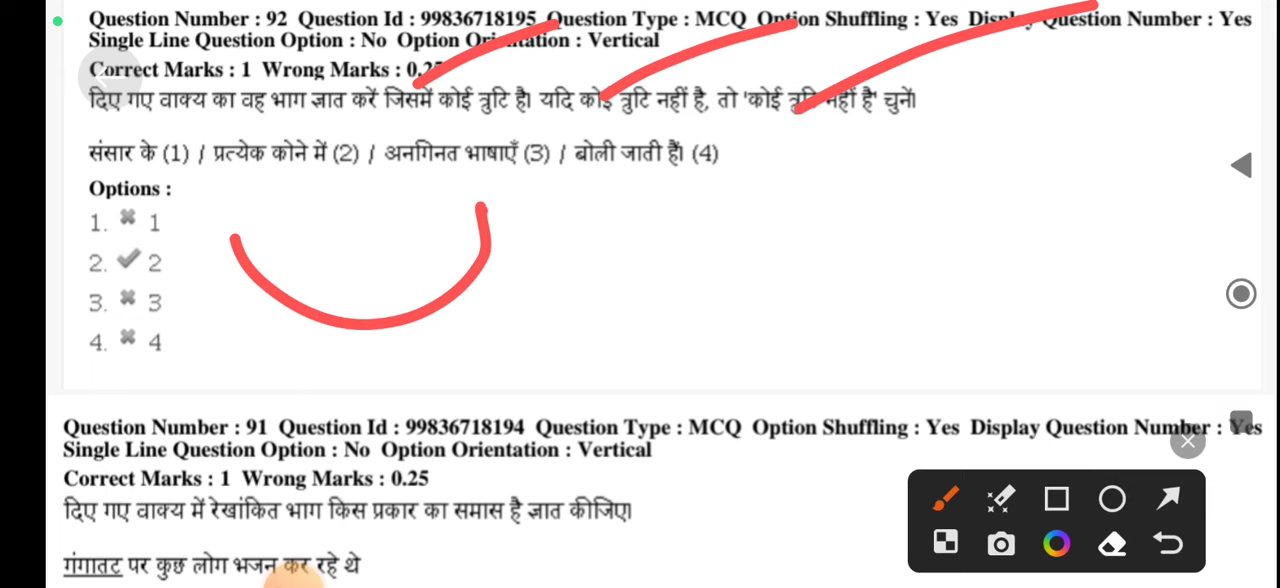 Question Number : 92 Question Id : 99836718195 Question Type : MCQ Option Shuffling : Yes Display Question Number : Yes
Single Line Question Option : No Option Orientation : Vertical
Correct Marks : 1 Wrong Marks : 0.25
दिए गए वाक्य का वह भाग ज्ञात करें जिसमें कोई त्रुटि है। यदि कोई त्रुटि नहीं है, तो 'कोई त्रुटि नहीं है' चुनें।
संसार के (1) / प्रत्येक कोने में (2) / अनगिनत भाषाएँ (3) / बोली जाती हैं। (4)
Options :
1. 1
2. 2
3. 3
4. 4
Question Number : 91 Question Id : 99836718194 Question Type : MCQ Option Shuffling : Yes Display Question Number : Yes
Single Line Question Option : No Option Orientation : Vertical
Correct Marks : 1 Wrong Marks : 0.25
दिए गए वाक्य में रेखांकित भाग किस प्रकार का समास है ज्ञात कीजिए।
गंगातट पर कुछ लोग भजन कर रहे थे